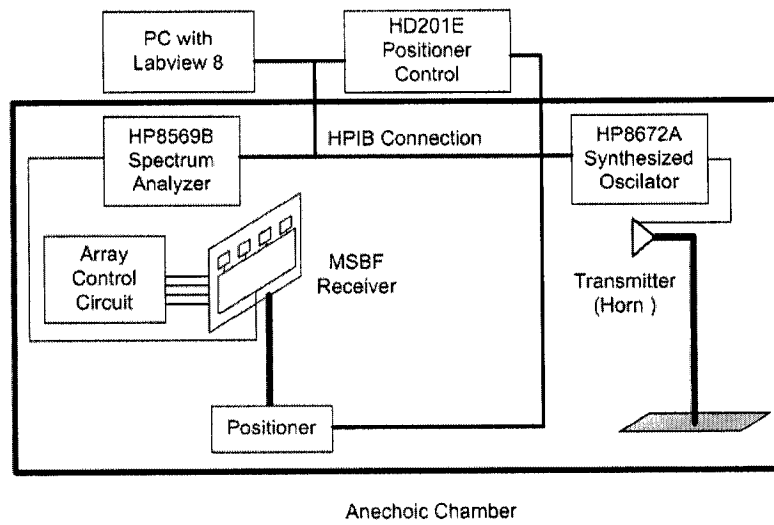 PC with
Labview 8
HD201E
Positioner
Control
HP8569B
Spectrum
Analyzer
HPIB Connection
HP8672A
Synthesized
Oscilator
Array
Control
Circuit
MSBF
Receiver
Transmitter
(Horn )
Positioner
Anechoic Chamber